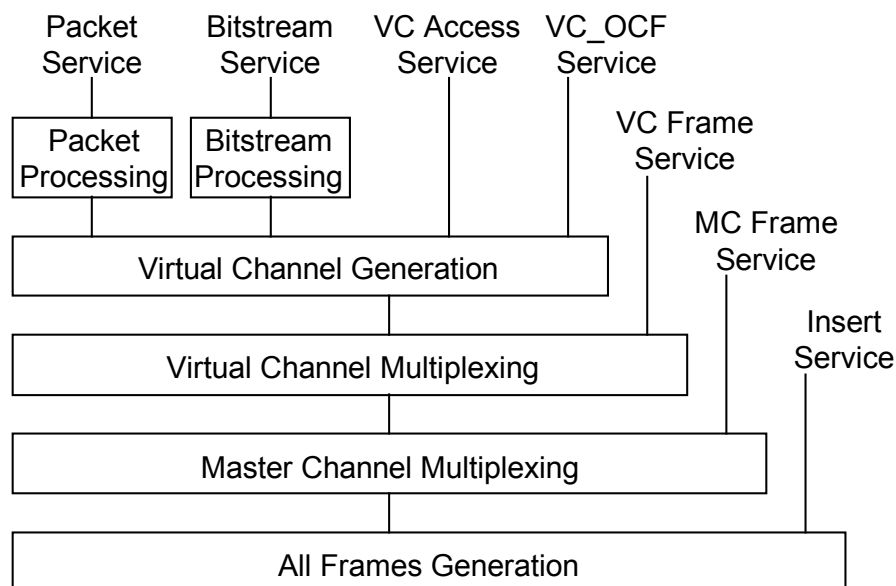 Packet
Service
Bitstream
Service
VC Access
Service
VC_OCF
Service
Packet
Processing
Bitstream
Processing
VC Frame
Service
Virtual Channel Generation
MC Frame
Service
Virtual Channel Multiplexing
Insert
Service
Master Channel Multiplexing
All Frames Generation